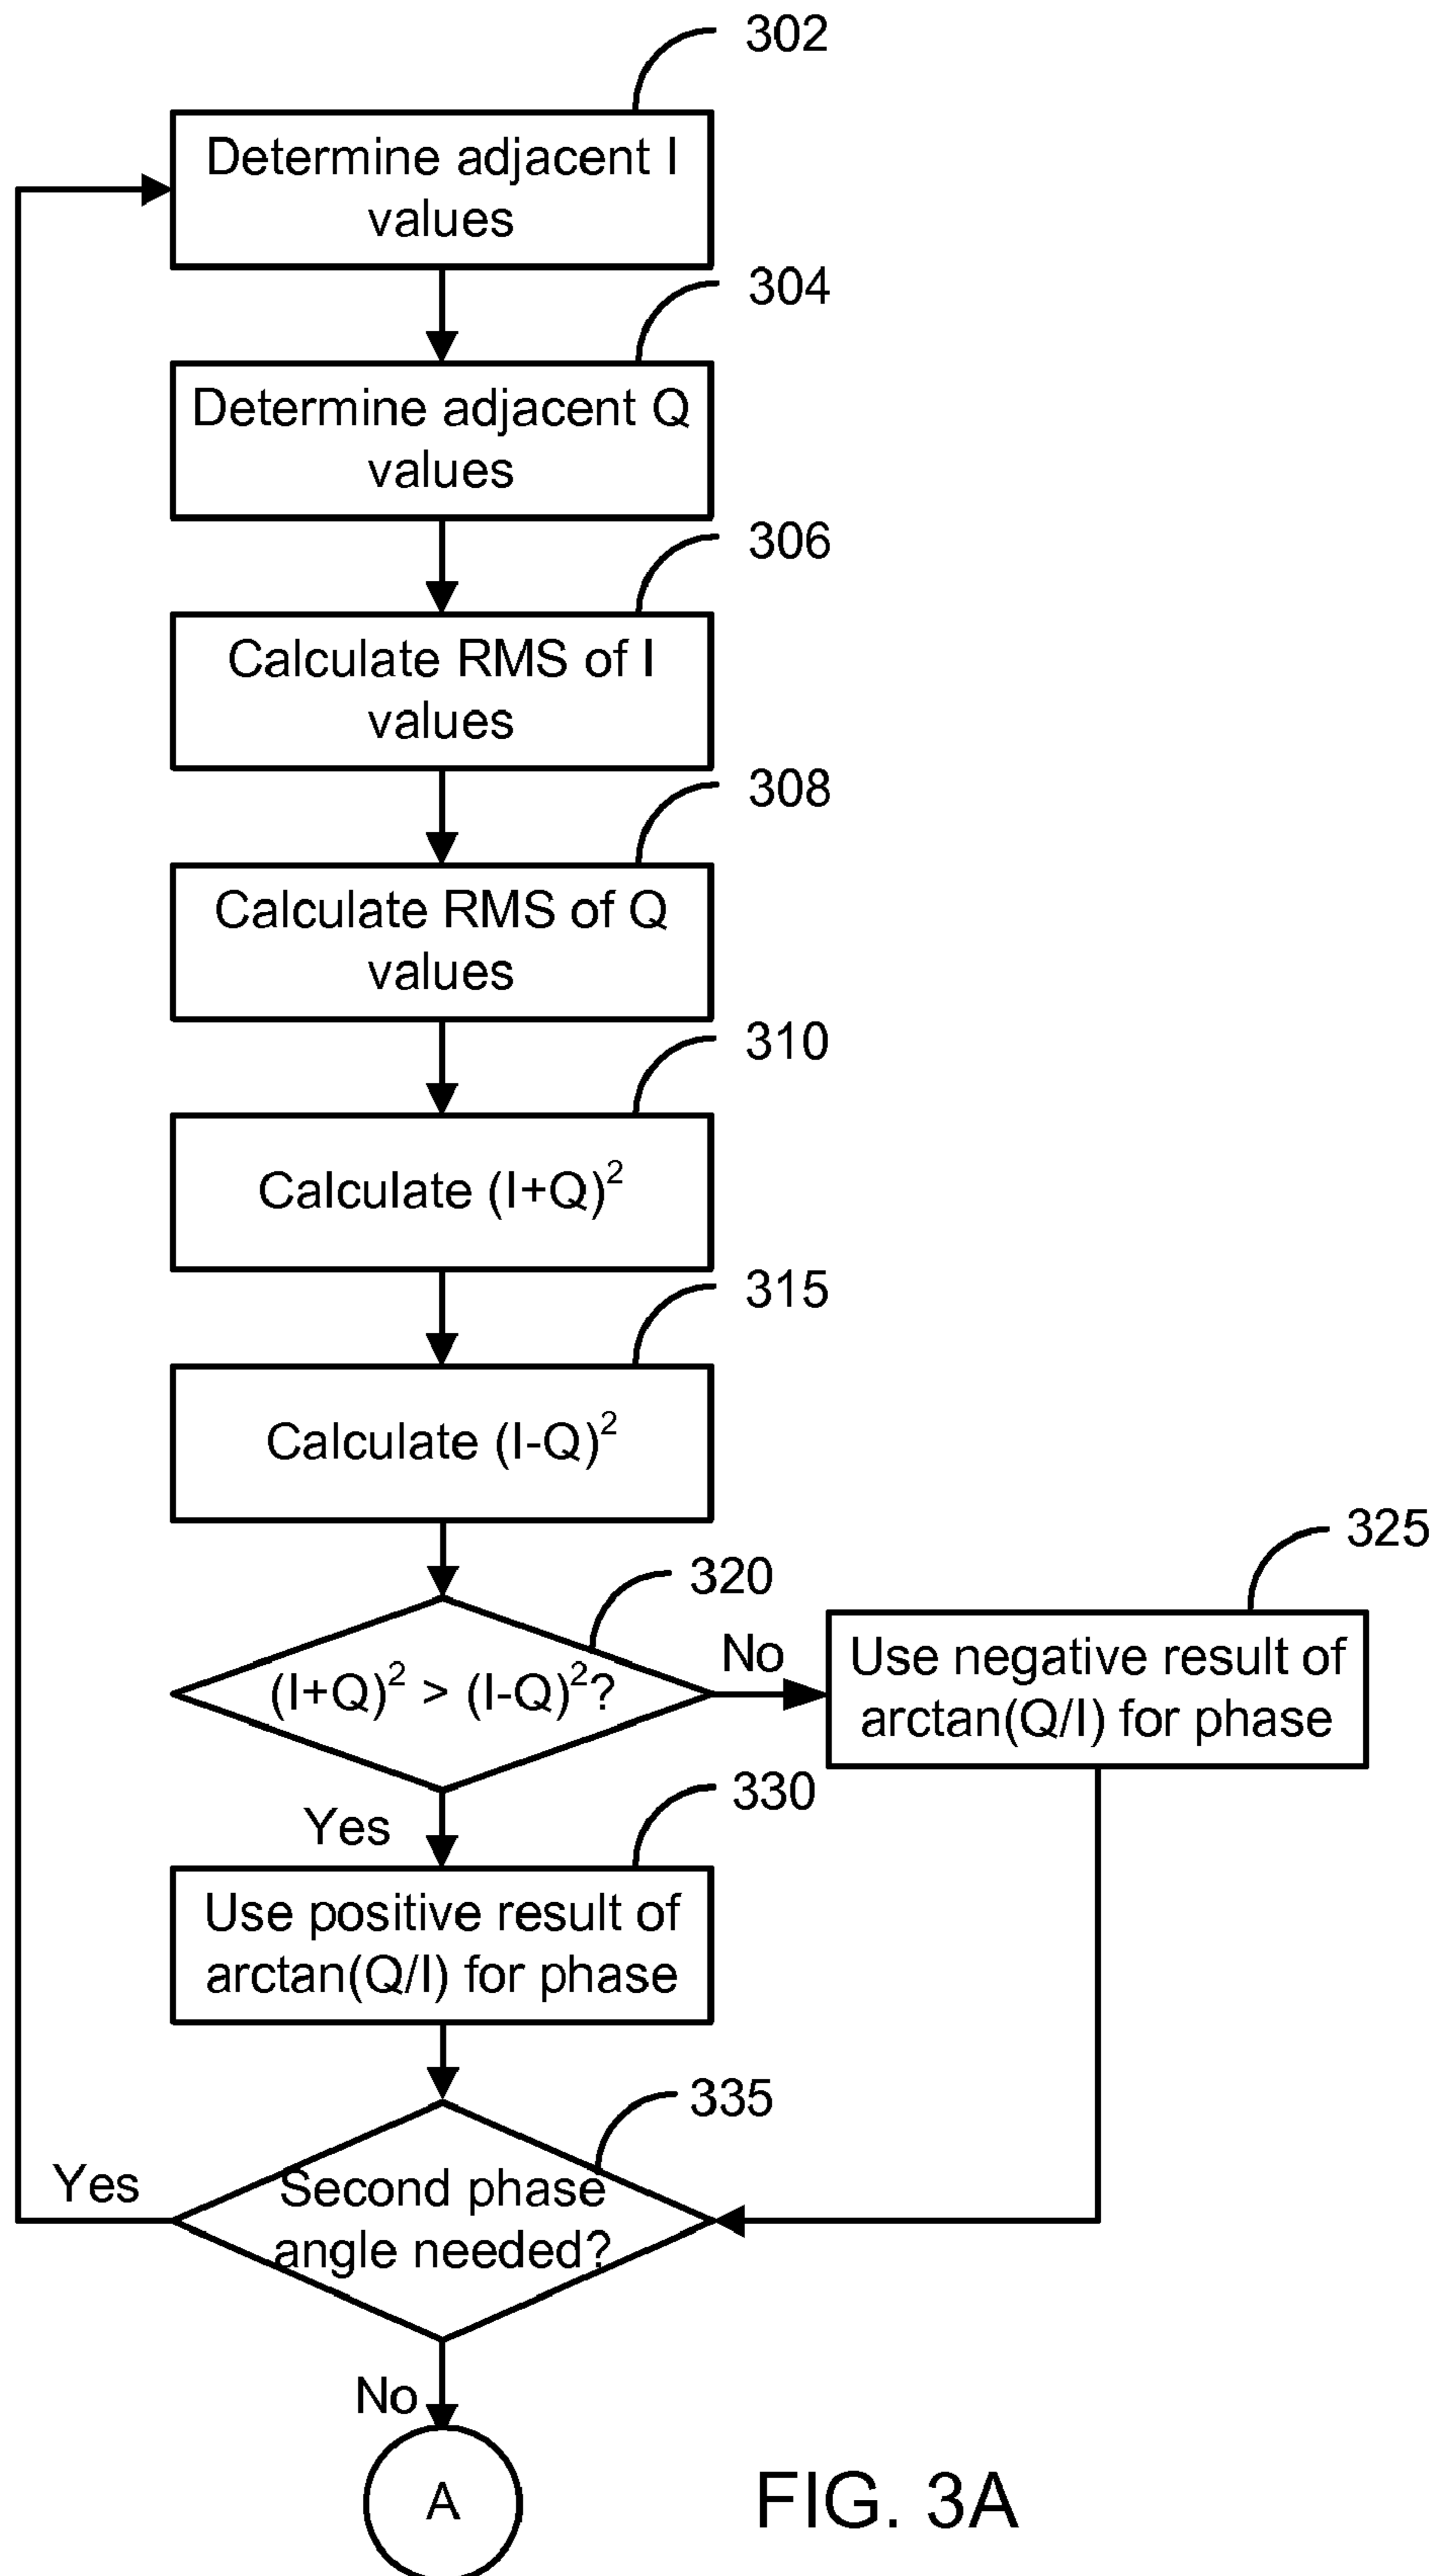 302
Determine adjacent I
values
304
Determine adjacent Q
values
306
Calculate RMS of I
values
308
Calculate RMS of Q
values
310
Calculate (I+Q)²
315
Calculate (I-Q)²
320
(I+Q)² > (I-Q)²?
No
325
Use negative result of
arctan(Q/I) for phase
Yes
330
Use positive result of
arctan(Q/I) for phase
335
Second phase
angle needed?
Yes
No
A
FIG. 3A